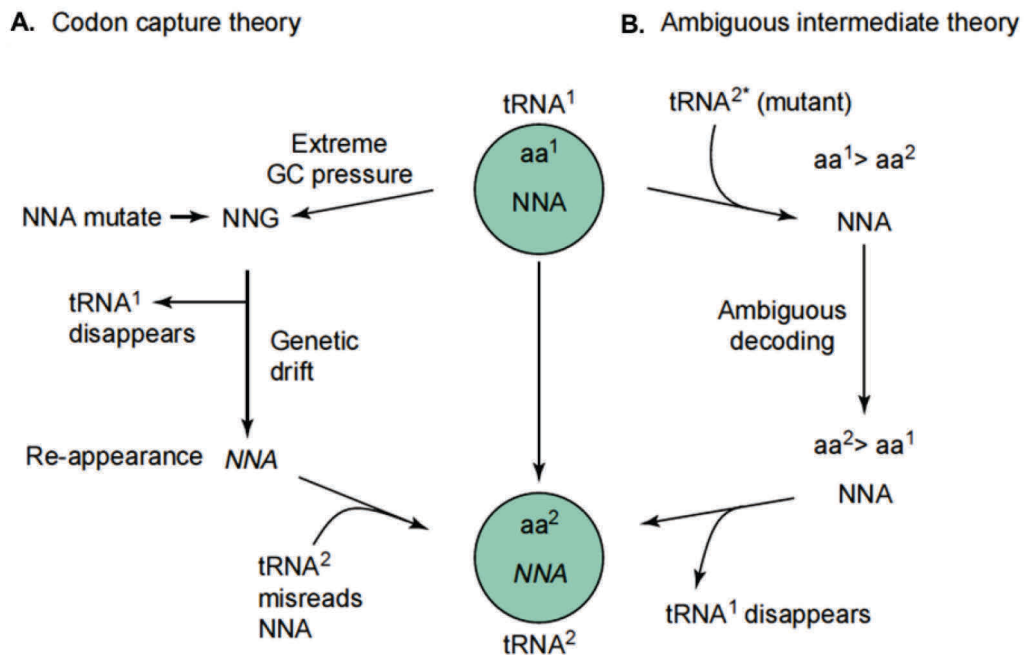 A. Codon capture theory
B. Ambiguous intermediate theory
tRNA¹
aa¹
NNA
Extreme
GC pressure
NNA mutate
NNG
tRNA¹
disappears
Genetic
drift
Re-appearance
NNA
tRNA²
misreads
NNA
tRNA²* (mutant)
aa¹> aa²
NNA
Ambiguous
decoding
aa²> aa¹
NNA
tRNA¹ disappears
aa²
NNA
tRNA²